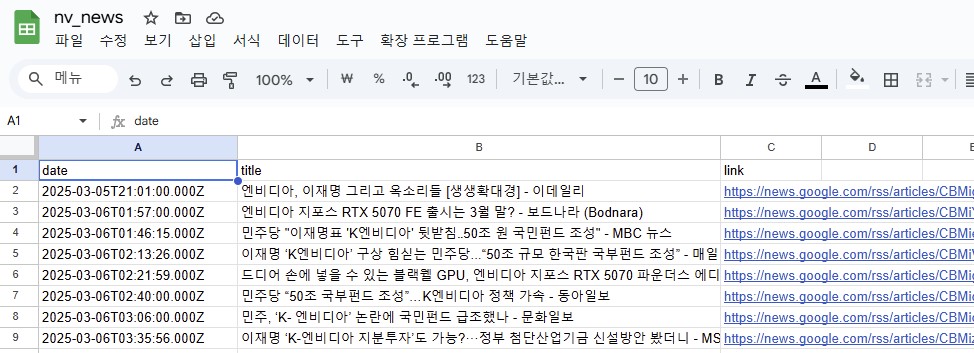 nv_news
파일 수정 보기 삽입 서식 데이터 도구 확장 프로그램 도움말
메뉴 100% ₩ % .0 .00 123 기본값... 10 B I A
A1 fx date
A B C D E
1 date title link
2 2025-03-05T21:01:00.000Z 엔비디아, 이재명 그리고 옥소리들 [생생확대경] - 이데일리 https://news.google.com/rss/articles/CBMi
3 2025-03-06T01:57:00.000Z 엔비디아 지포스 RTX 5070 FE 출시는 3월 말? - 보드나라 (Bodnara) https://news.google.com/rss/articles/CBMi
4 2025-03-06T01:46:15.000Z 민주당 "이재명표 'K엔비디아' 뒷받침..50조 원 국민펀드 조성" - MBC 뉴스 https://news.google.com/rss/articles/CBMi
5 2025-03-06T02:13:26.000Z 이재명 ‘K엔비디아’ 구상 힘싣는 민주당...“50조 규모 한국판 국부펀드 조성” - 매일 https://news.google.com/rss/articles/CBMi
6 2025-03-06T02:21:59.000Z 드디어 손에 넣을 수 있는 블랙웰 GPU, 엔비디아 지포스 RTX 5070 파운더스 에디 https://news.google.com/rss/articles/CBMi
7 2025-03-06T02:40:00.000Z 민주당 “50조 국부펀드 조성”…K엔비디아 정책 가속 - 동아일보 https://news.google.com/rss/articles/CBMi
8 2025-03-06T03:06:00.000Z 민주, ‘K- 엔비디아’ 논란에 국민펀드 급조했나 - 문화일보 https://news.google.com/rss/articles/CBMi
9 2025-03-06T03:35:56.000Z 이재명 ‘K-엔비디아 지분투자’도 가능?…정부 첨단산업기금 신설방안 봤더니 - MS https://news.google.com/rss/articles/CBMi